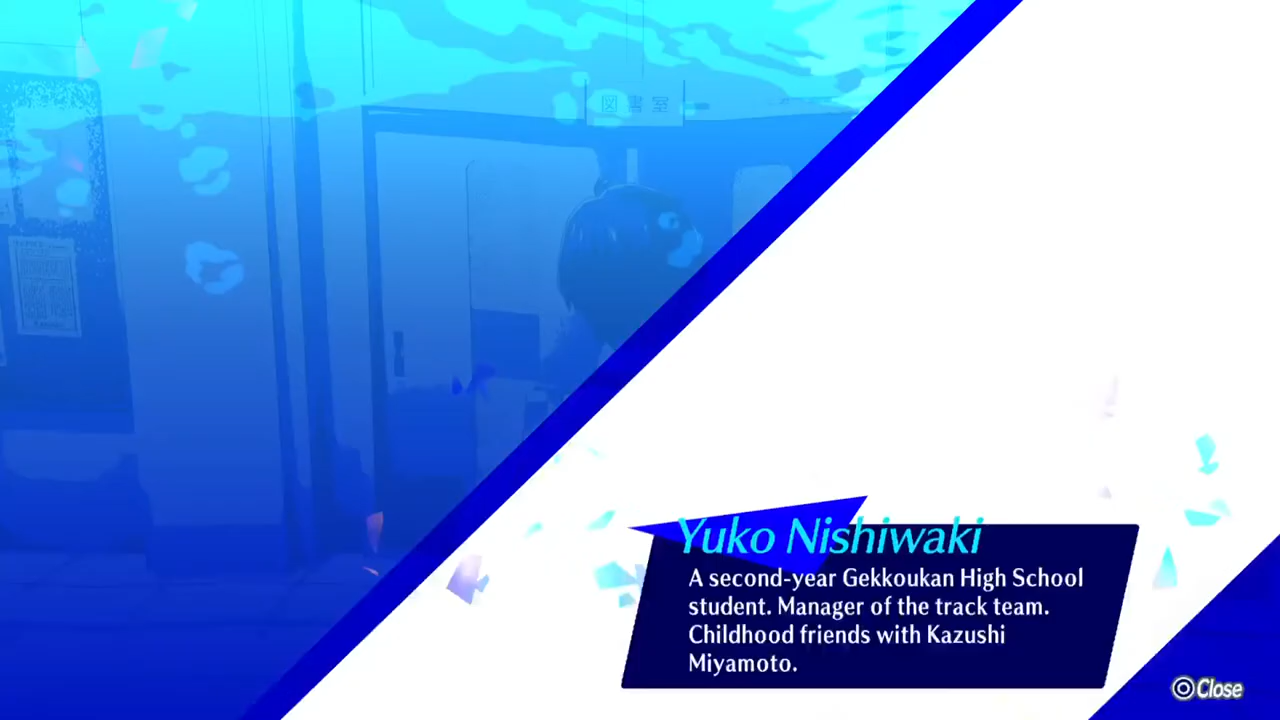 図書室
Yuko Nishiwaki
A second-year Gekkoukan High School
student. Manager of the track team.
Childhood friends with Kazushi
Miyamoto.
Close